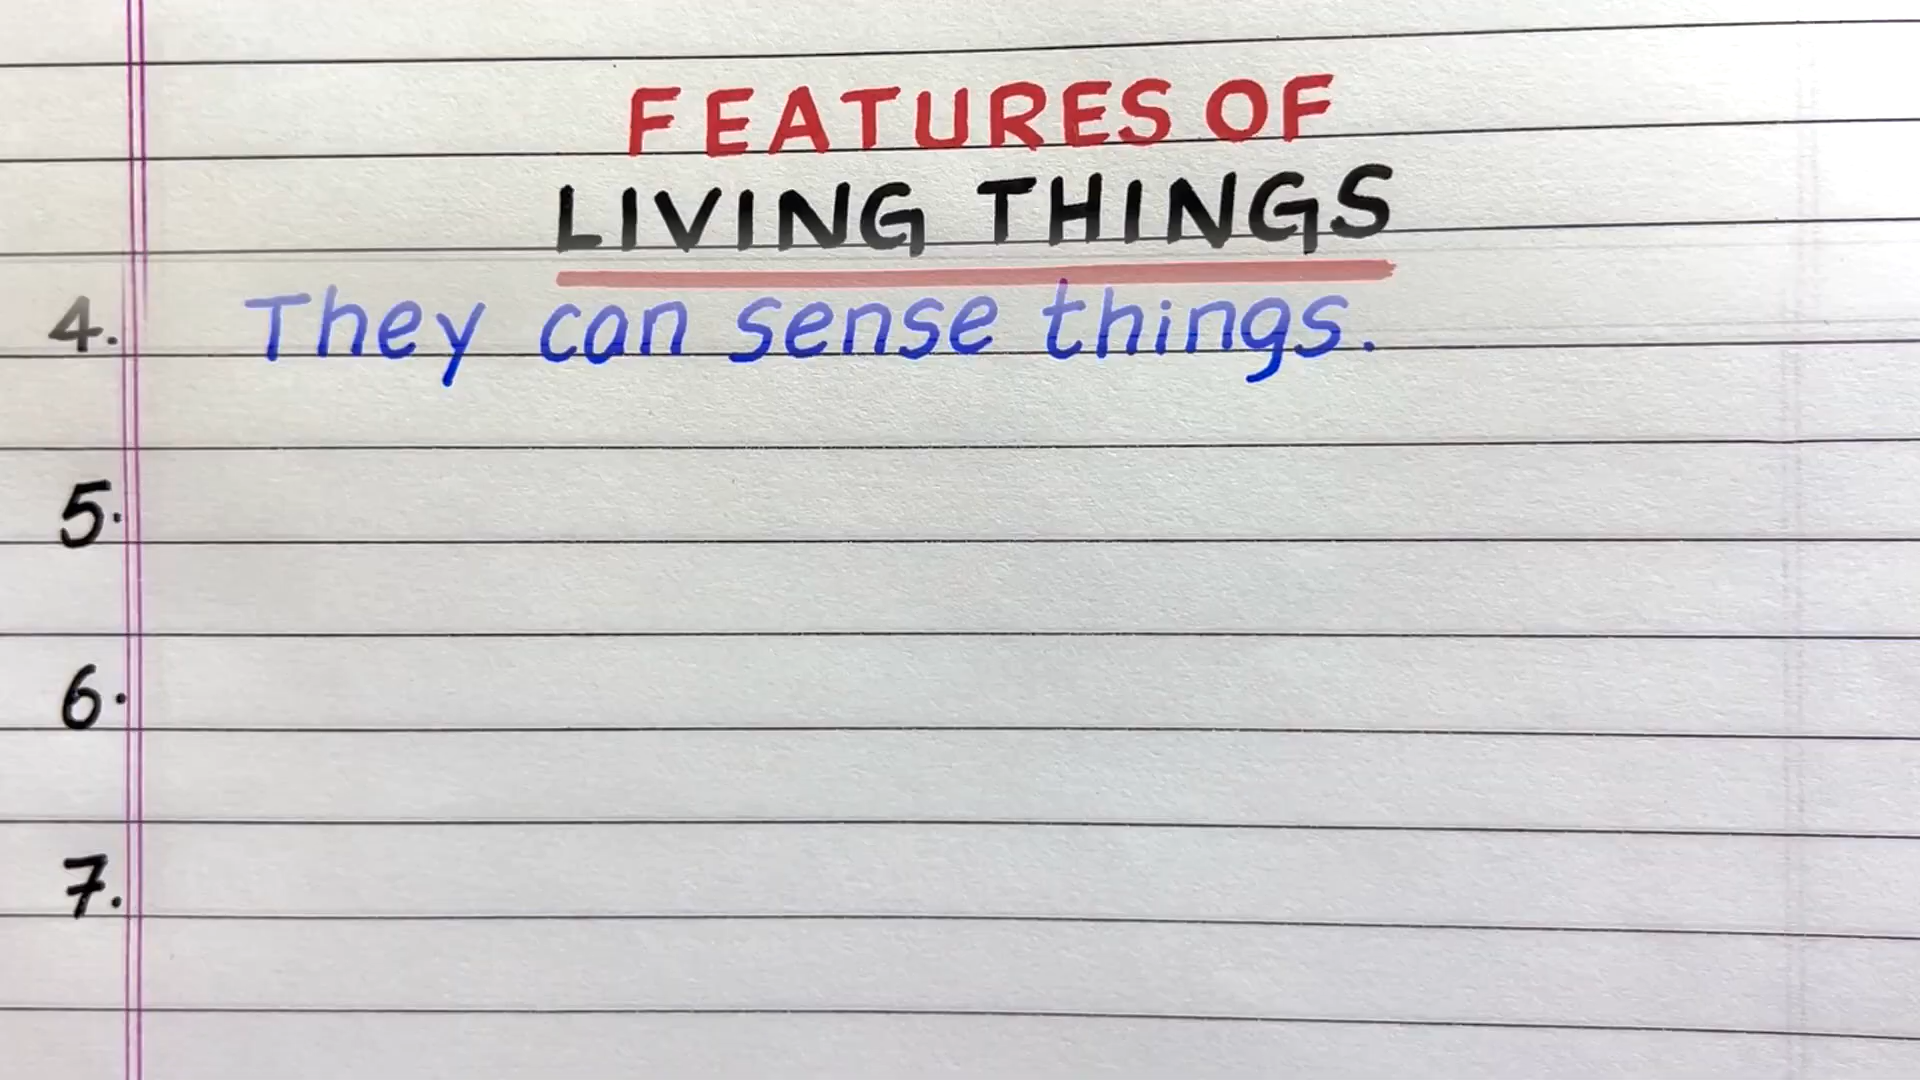 FEATURES OF
LIVING THINGS
4. They can sense things.
5.
6.
7.